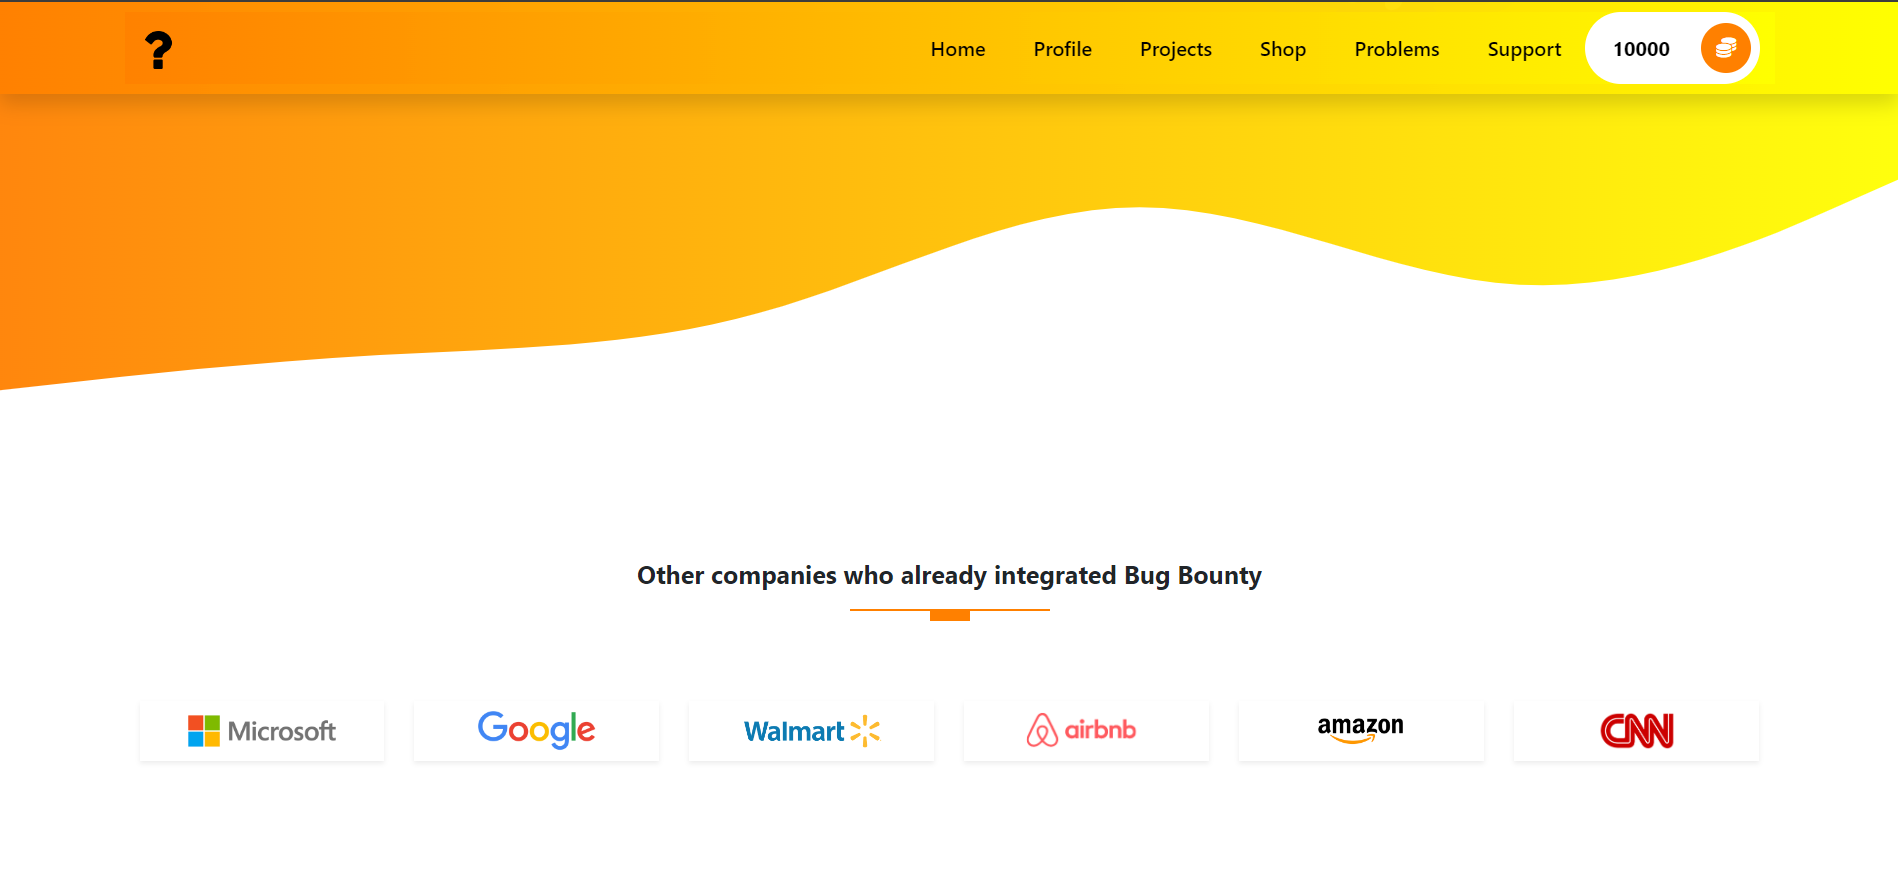 ?
Home Profile Projects Shop Problems Support 10000
Other companies who already integrated Bug Bounty
Microsoft Google Walmart airbnb amazon CNN